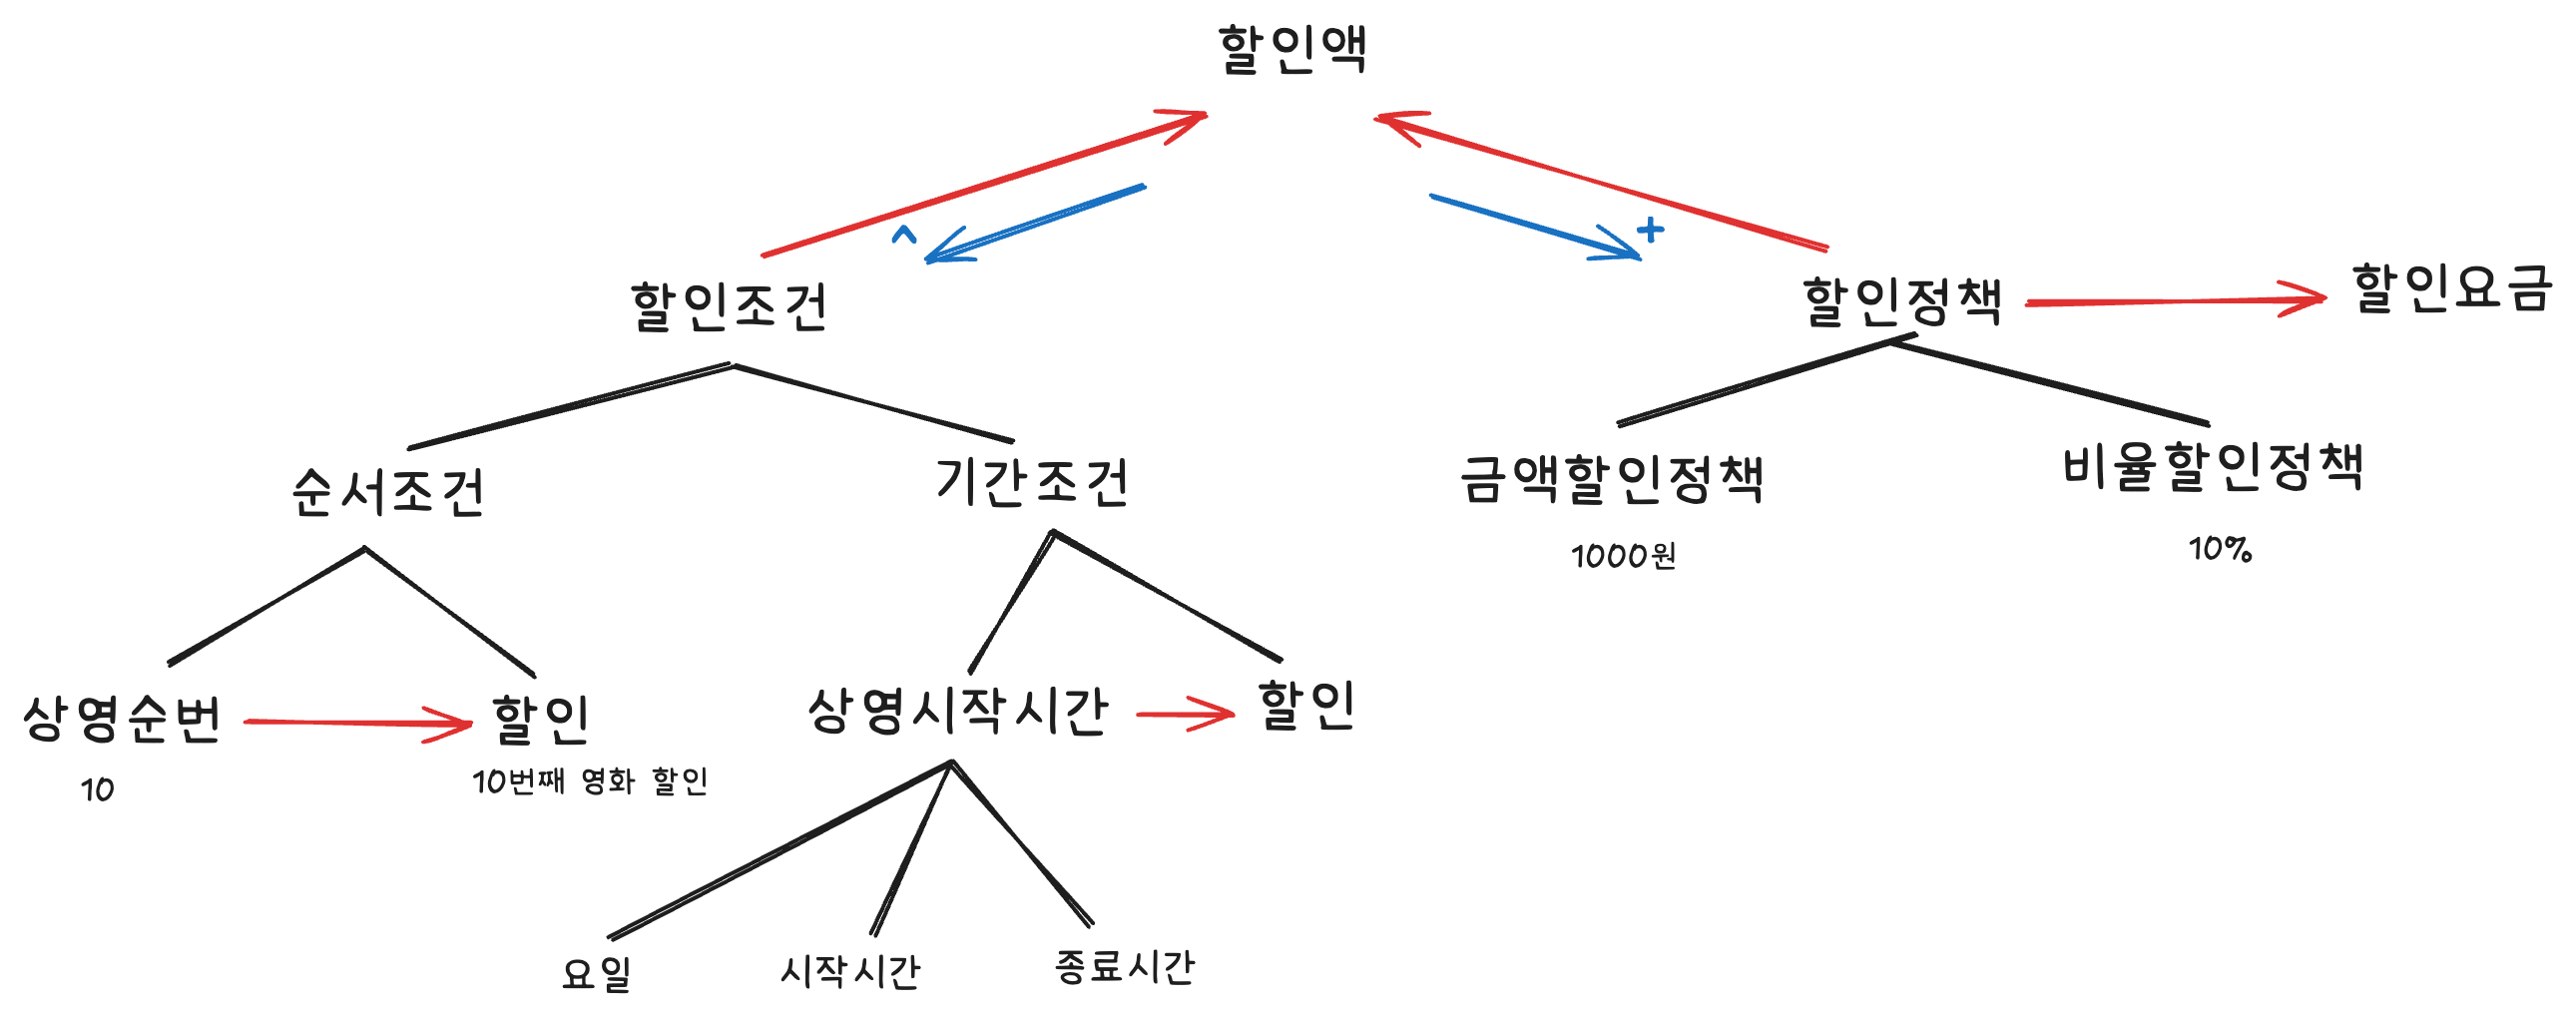 할인액
^
+
할인조건
할인정책
할인요금
순서조건
기간조건
금액할인정책
비율할인정책
1000원
10%
상영순번
할인
상영시작시간
할인
10
10번째 영화 할인
요일
시작시간
종료시간